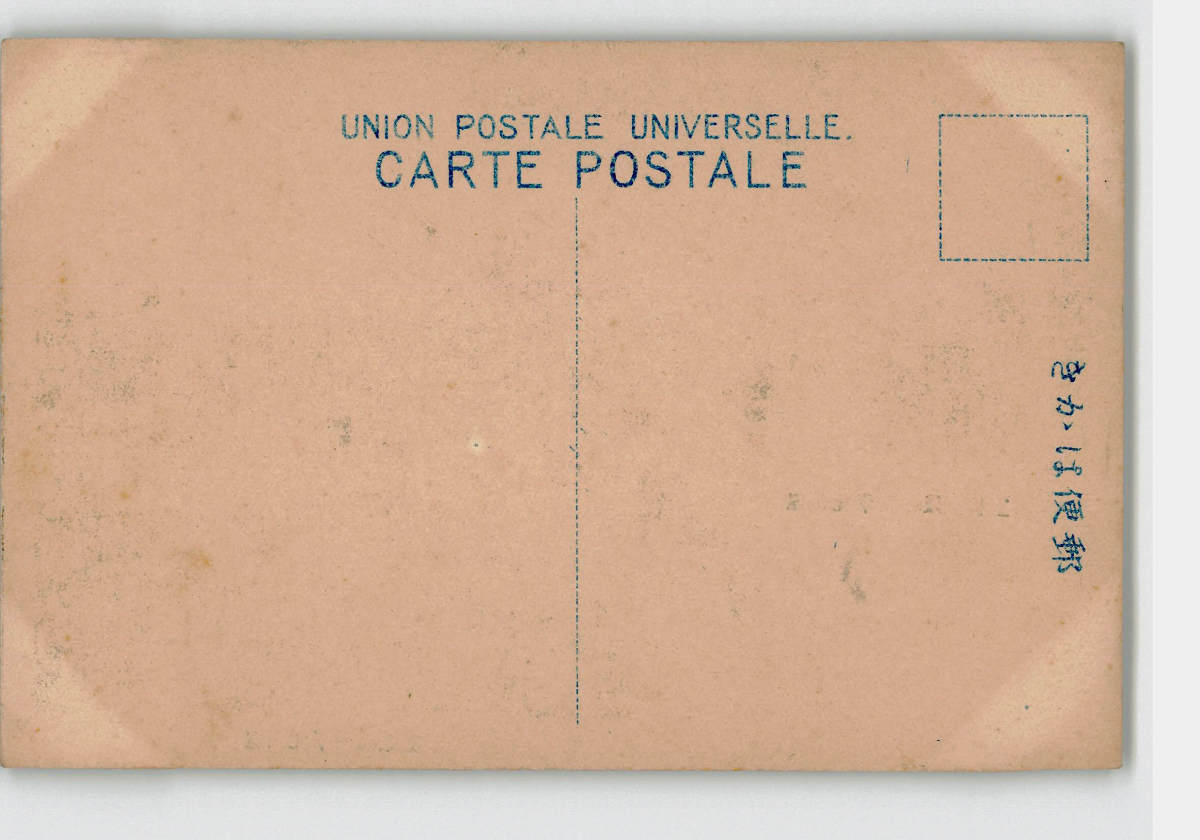 UNION POSTALE UNIVERSELLE.
CARTE POSTALE
郵便はかき